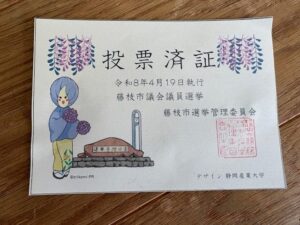 投票済証
令和8年4月19日執行
藤枝市議会議員選挙
藤枝市選挙管理委員会
デザイン 静岡産業大学